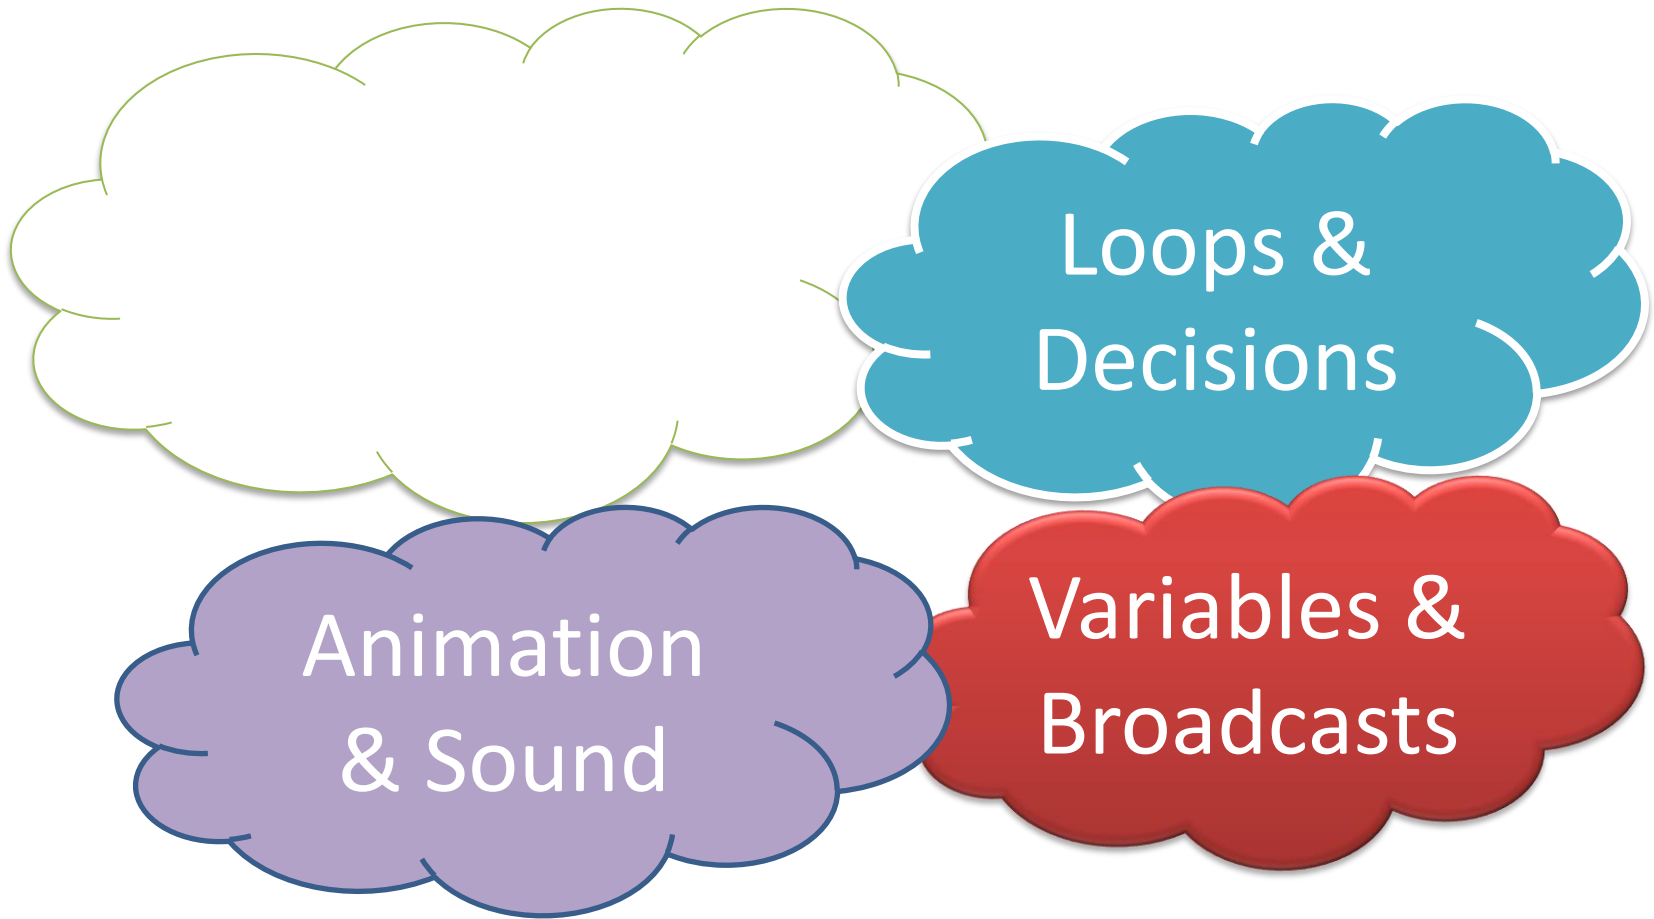 Loops &
Decisions
Animation
& Sound
Variables &
Broadcasts